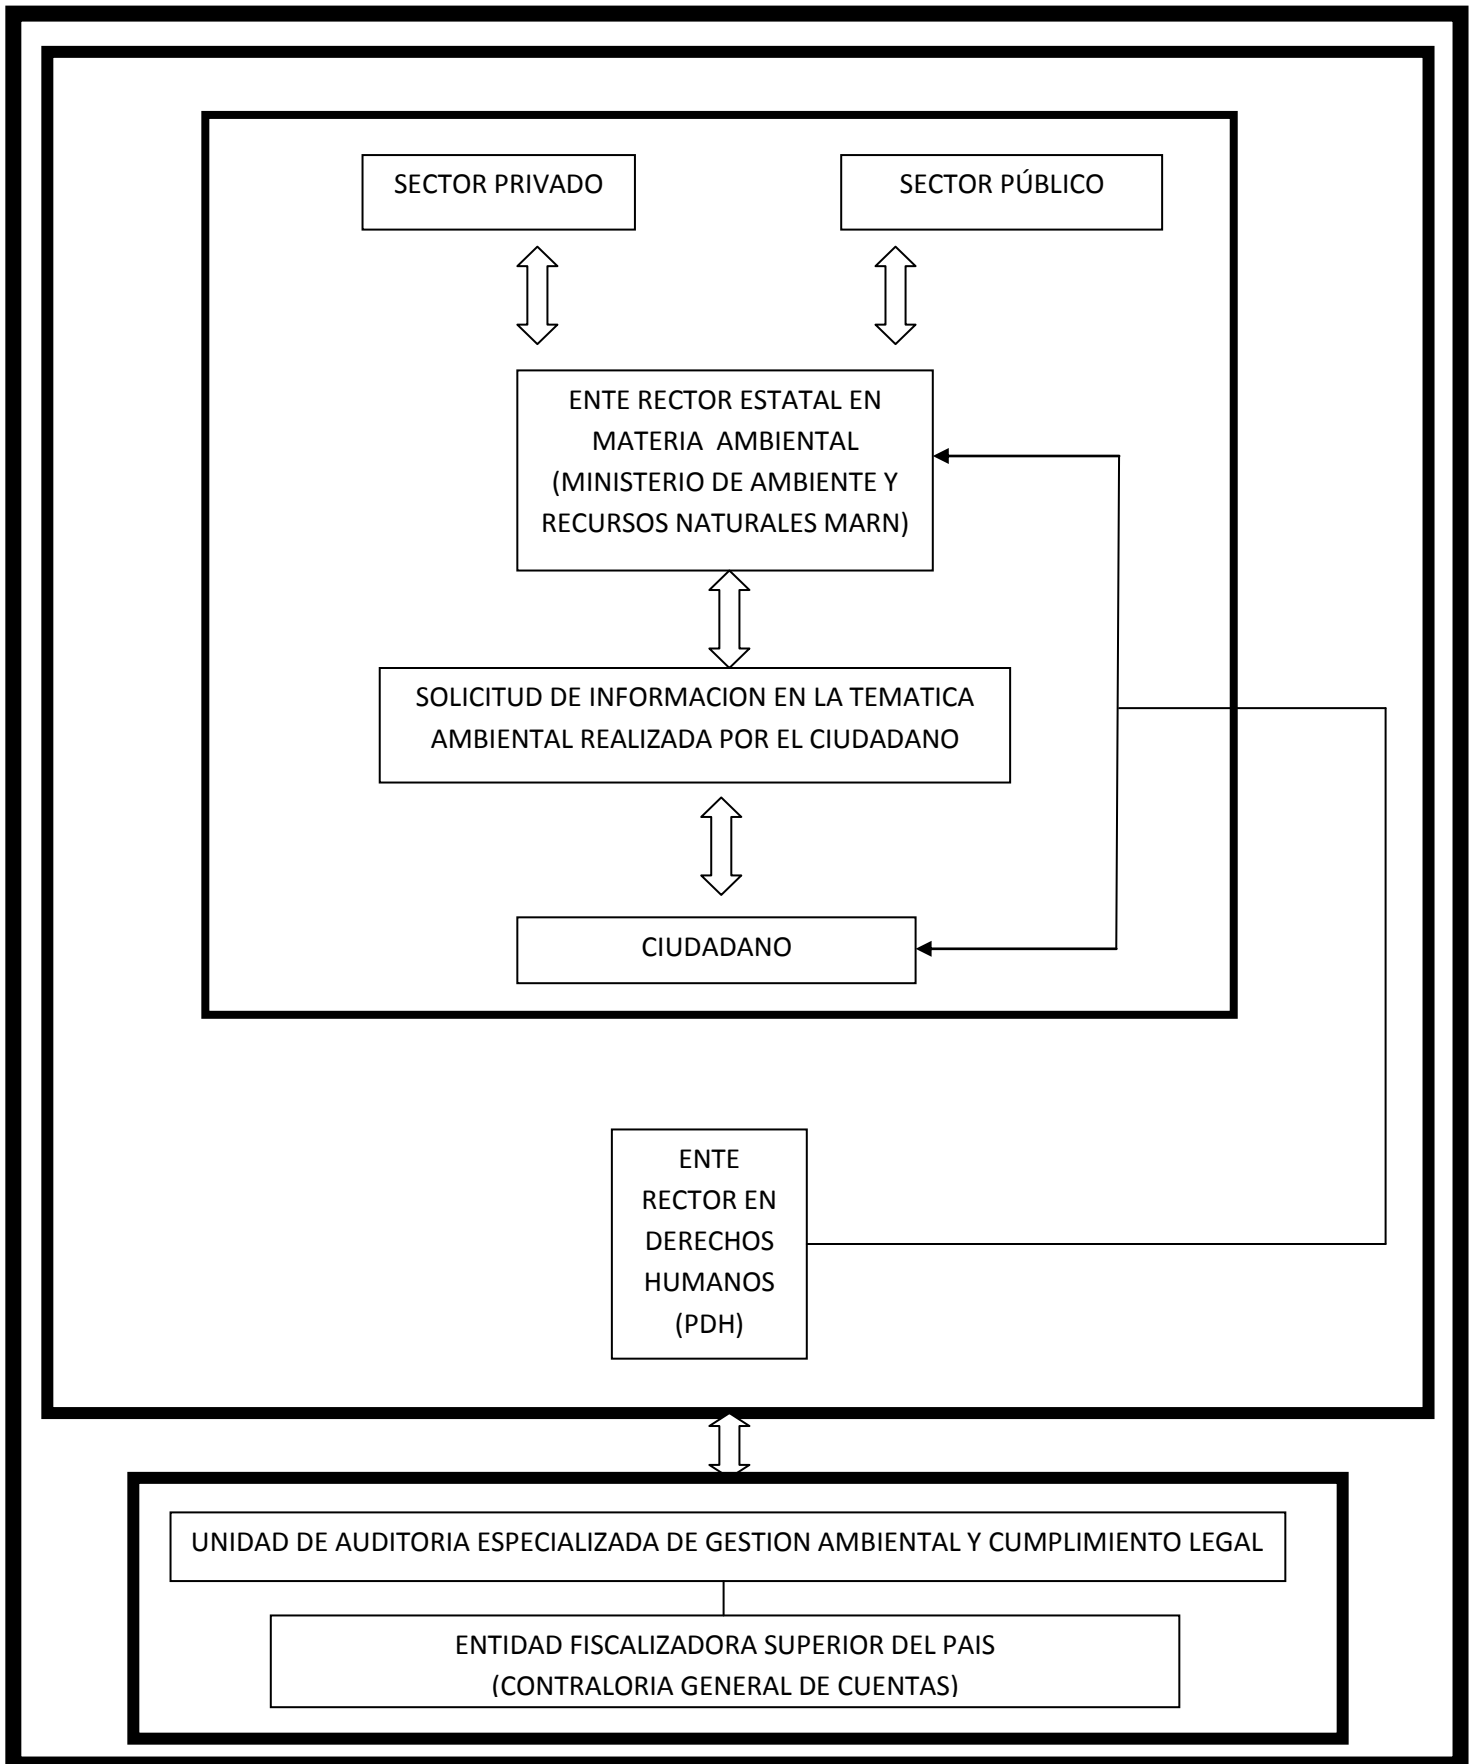 SECTOR PRIVADO
SECTOR PÚBLICO
ENTE RECTOR ESTATAL EN
MATERIA AMBIENTAL
(MINISTERIO DE AMBIENTE Y
RECURSOS NATURALES MARN)
SOLICITUD DE INFORMACION EN LA TEMATICA
AMBIENTAL REALIZADA POR EL CIUDADANO
CIUDADANO
ENTE
RECTOR EN
DERECHOS
HUMANOS
(PDH)
UNIDAD DE AUDITORIA ESPECIALIZADA DE GESTION AMBIENTAL Y CUMPLIMIENTO LEGAL
ENTIDAD FISCALIZADORA SUPERIOR DEL PAIS
(CONTRALORIA GENERAL DE CUENTAS)